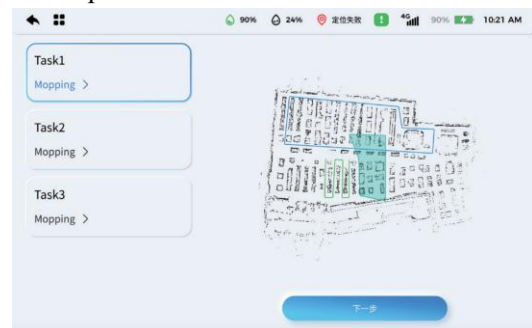 90% 24% 定位失败 4G 90% 10:21 AM
Task1
Mopping >
Task2
Mopping >
Task3
Mopping >
下一步